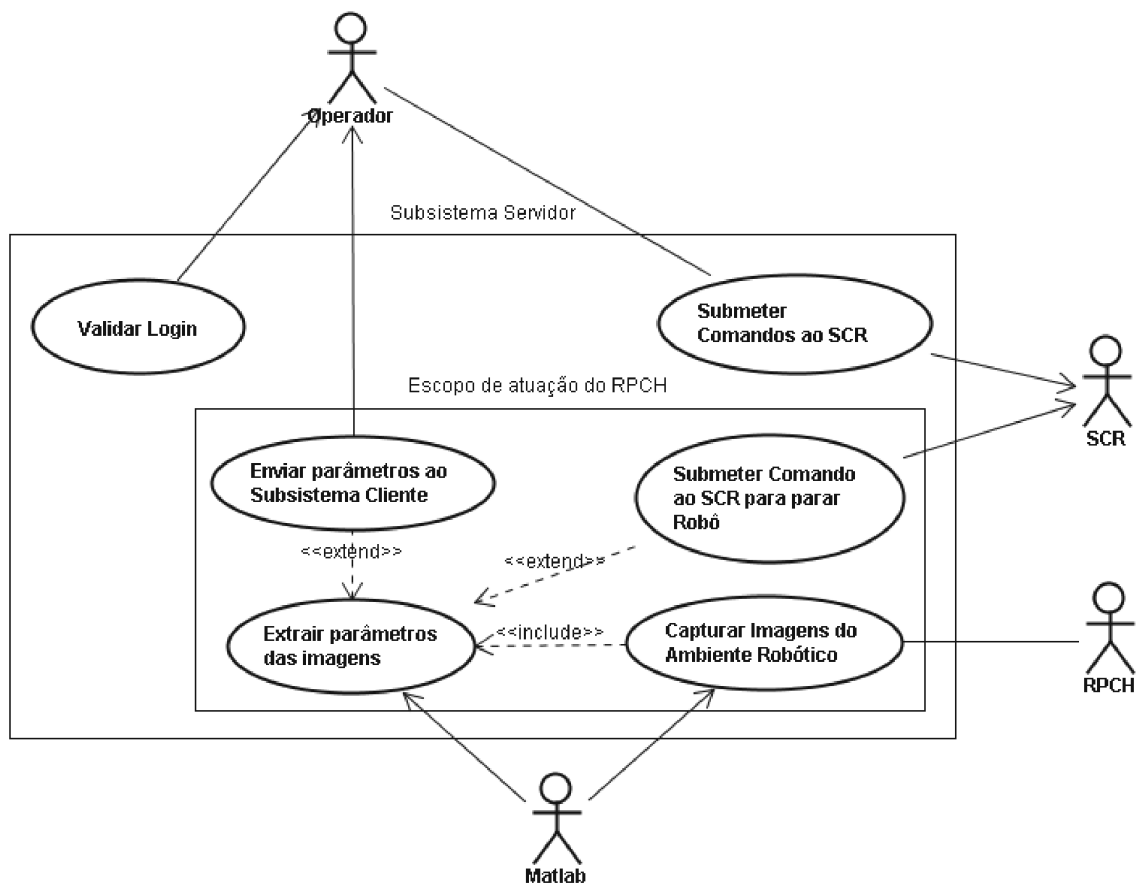 Operador
Subsistema Servidor
Validar Login
Submeter
Comandos ao SCR
SCR
Escopo de atuação do RPCH
Enviar parâmetros ao
Subsistema Cliente
Submeter Comando
ao SCR para parar
Robô
<<extend>>
<<extend>>
Extrair parâmetros
das imagens
<<include>>
Capturar Imagens do
Ambiente Robótico
RPCH
Matlab